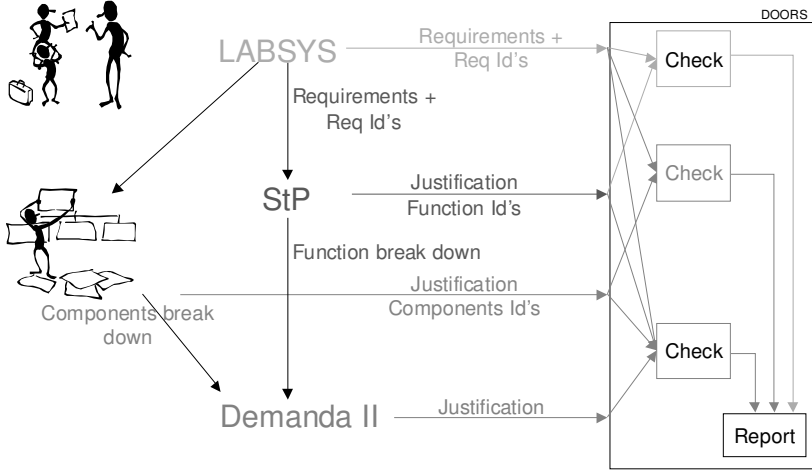 DOORS
LABSYS
Requirements +
Req Id's
Check
Requirements +
Req Id's
Check
StP
Justification
Function Id's
Function break down
Justification
Components Id's
Components break
down
Check
Demanda II
Justification
Report